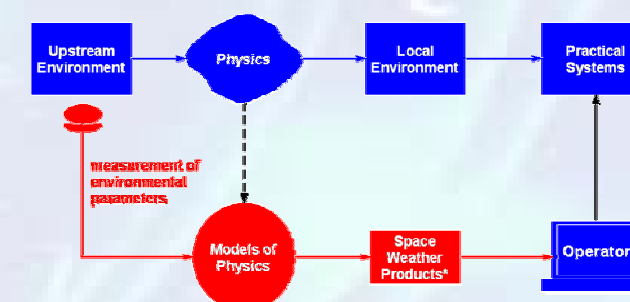 Upstream
Environment
Physics
Local
Environment
Practical
Systems
measurement of
environmental
parameters
Models of
Physics
Space
Weather
Products*
Operator